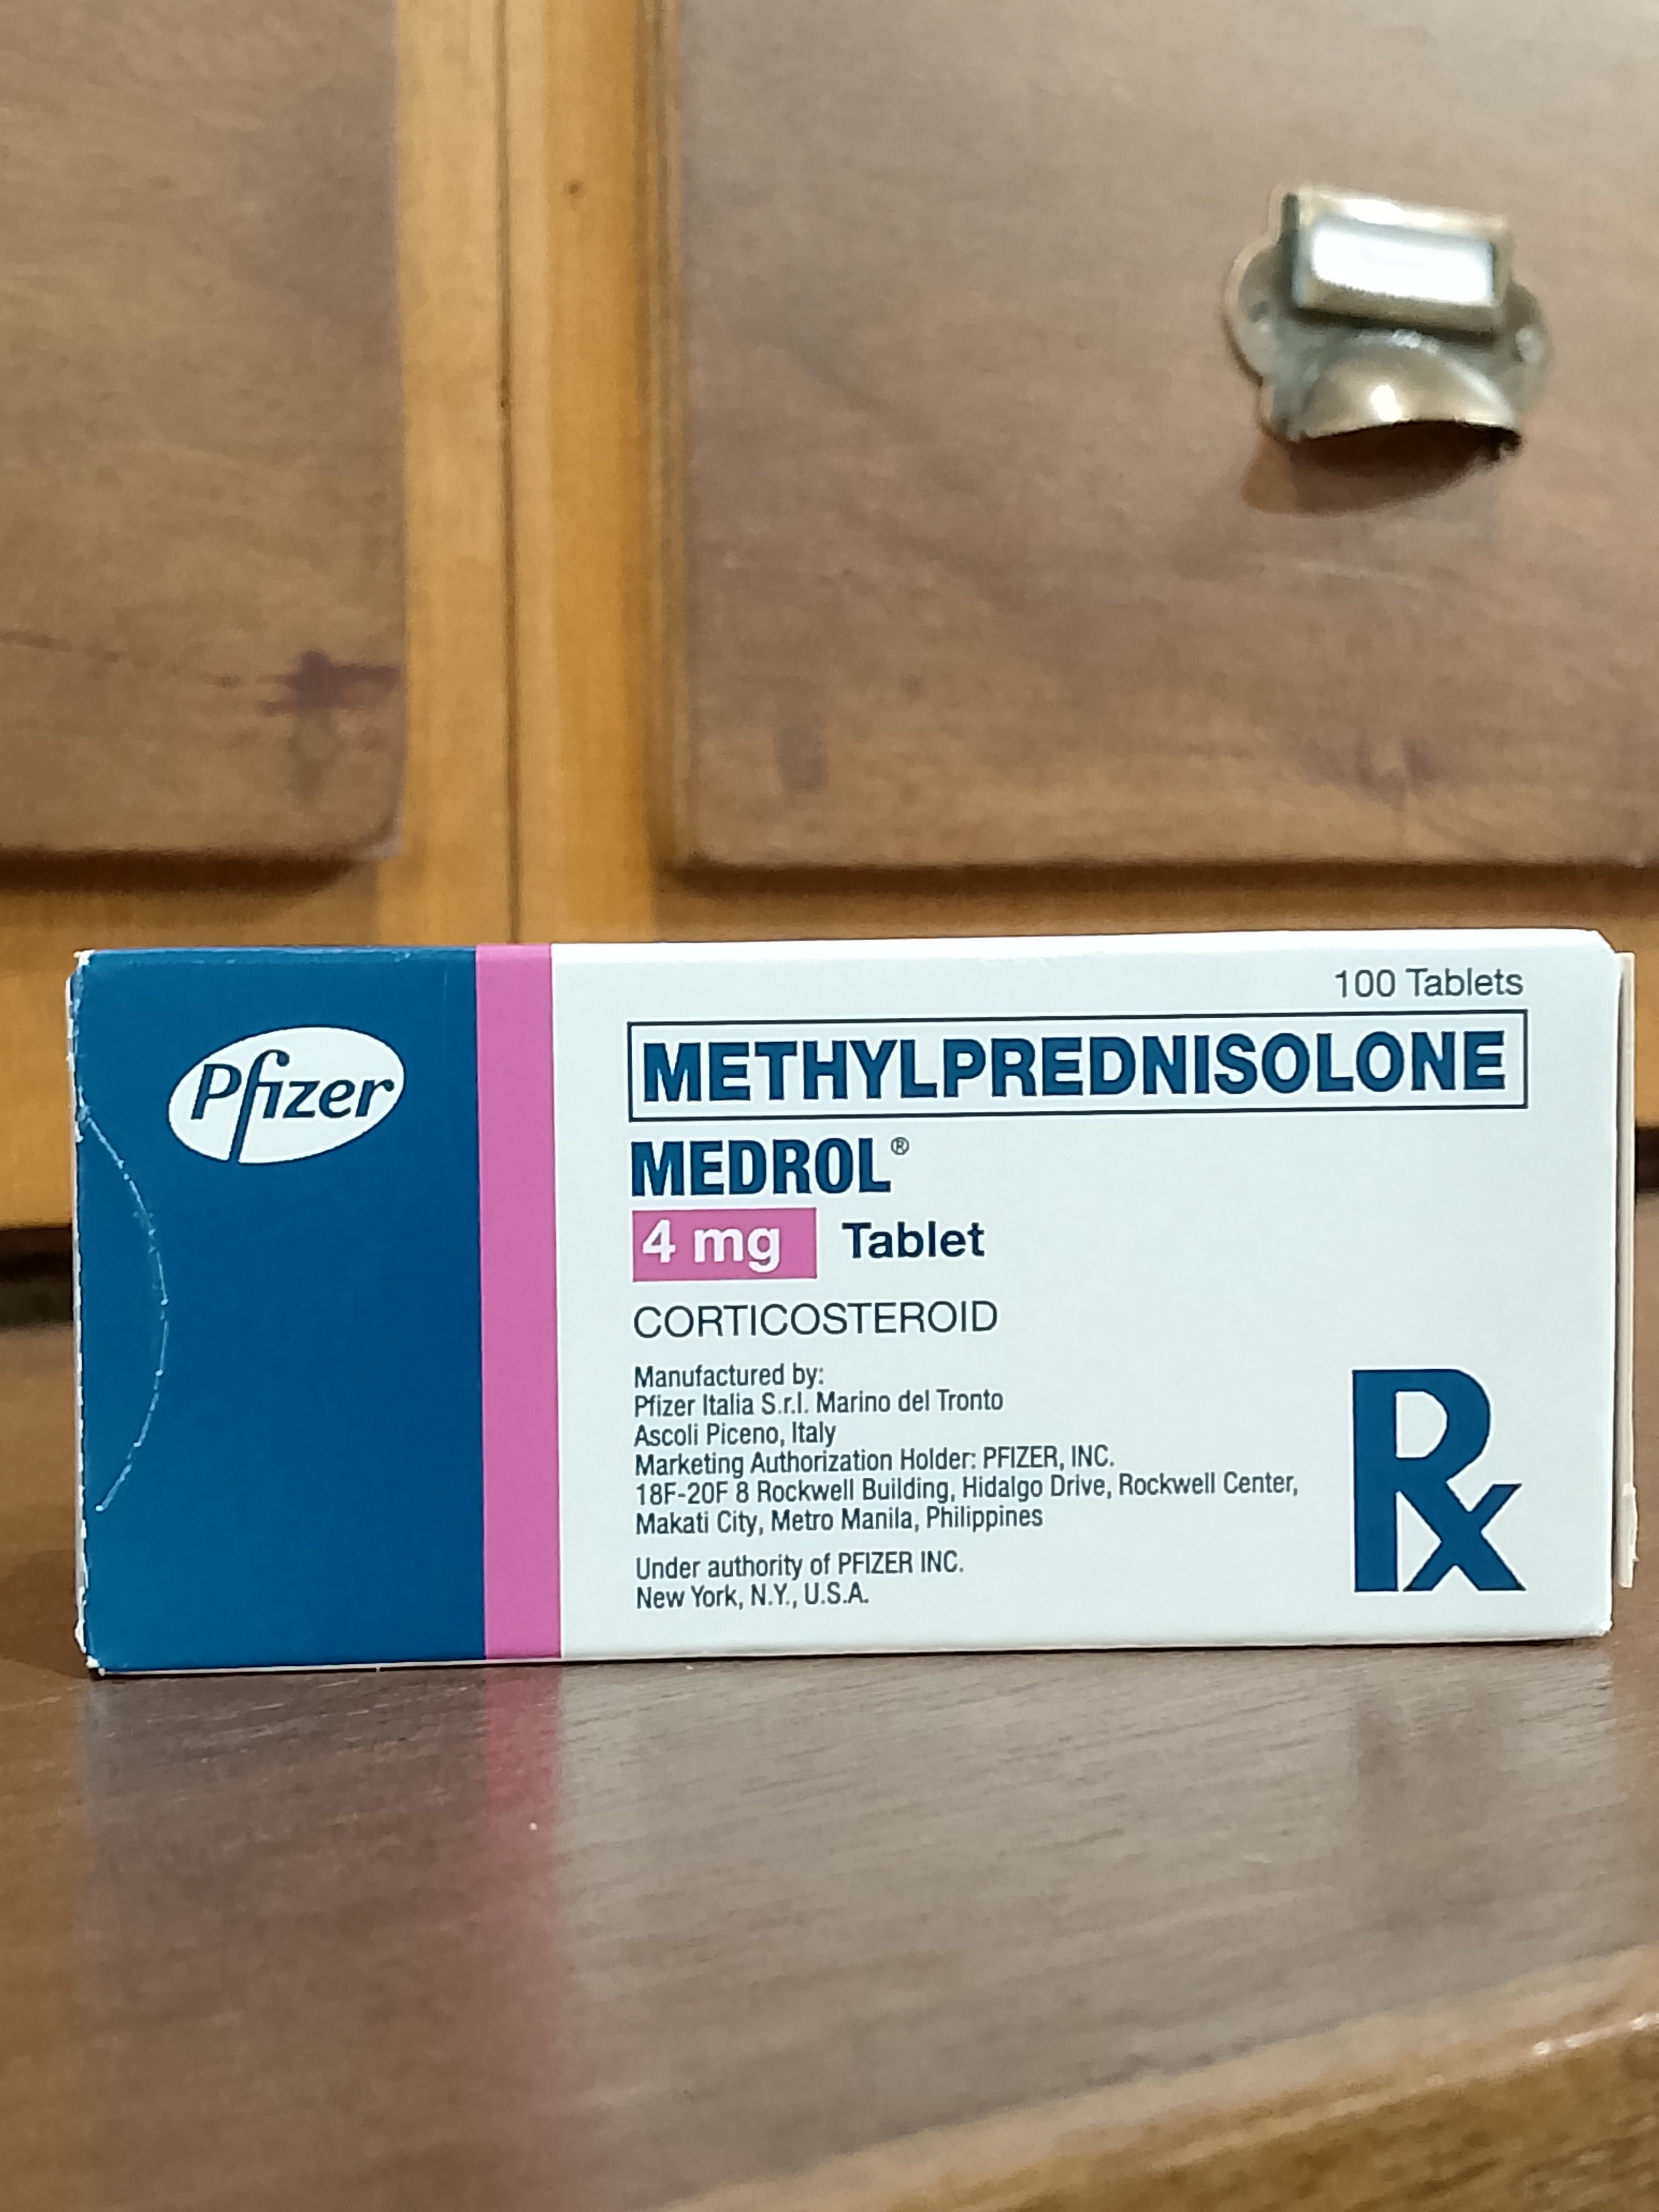 Pfizer
100 Tablets
METHYLPREDNISOLONE
MEDROL®
4 mg Tablet
CORTICOSTEROID
Manufactured by:
Pfizer Italia S.r.l. Marino del Tronto
Ascoli Piceno, Italy
Marketing Authorization Holder: PFIZER, INC.
18F-20F 8 Rockwell Building, Hidalgo Drive, Rockwell Center,
Makati City, Metro Manila, Philippines
Under authority of PFIZER INC.
New York, N.Y., U.S.A.
Rx